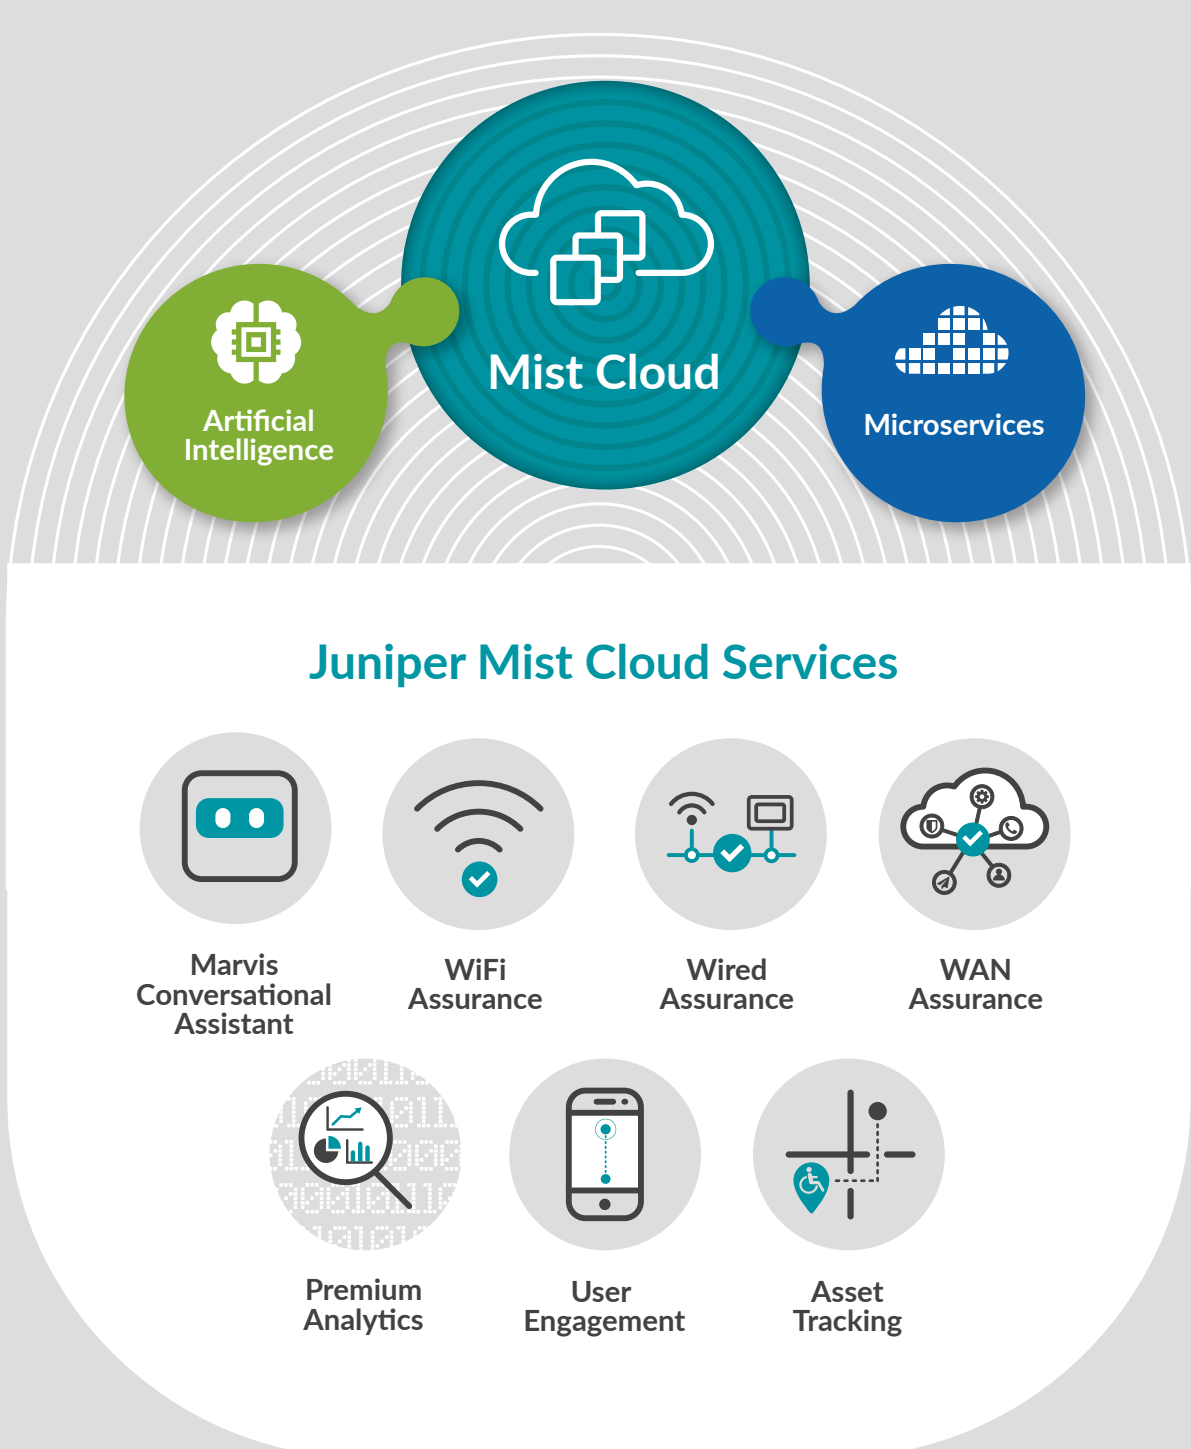 Mist Cloud
Artificial
Intelligence
Microservices
Juniper Mist Cloud Services
Marvis
Conversational
Assistant
WiFi
Assurance
Wired
Assurance
WAN
Assurance
Premium
Analytics
User
Engagement
Asset
Tracking